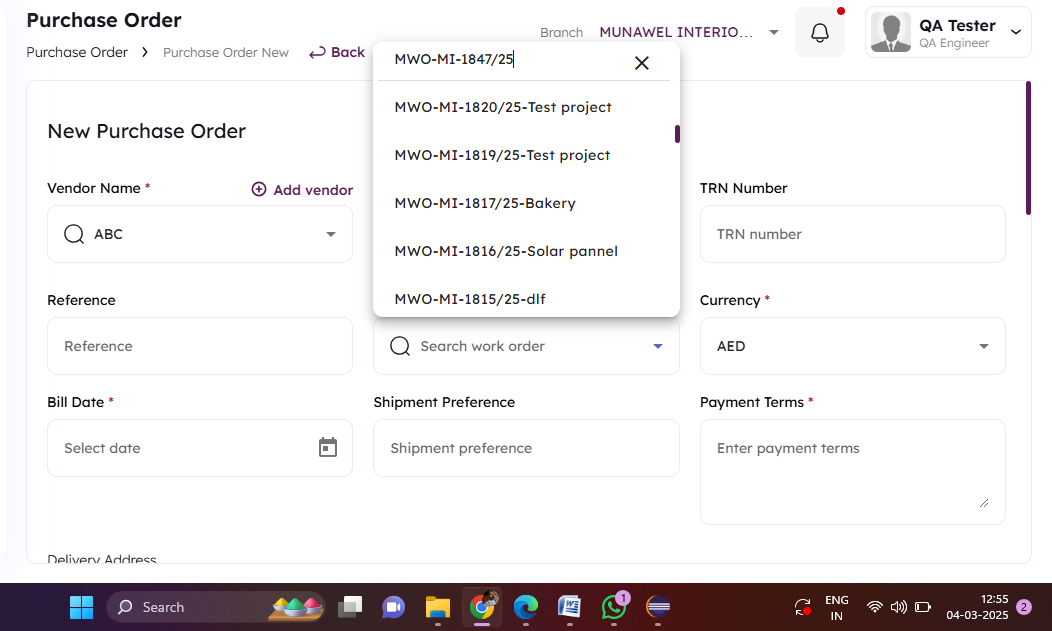 Purchase Order
Purchase Order > Purchase Order New Back
Branch MUNAWEL INTERIO...
QA Tester
QA Engineer
New Purchase Order
Vendor Name *
Add vendor
ABC
MWO-MI-1847/25
MWO-MI-1820/25-Test project
MWO-MI-1819/25-Test project
MWO-MI-1817/25-Bakery
MWO-MI-1816/25-Solar pannel
MWO-MI-1815/25-dlf
TRN Number
TRN number
Reference
Reference
Search work order
Currency *
AED
Bill Date *
Select date
Shipment Preference
Shipment preference
Payment Terms *
Enter payment terms
Delivery Address
Search
1
ENG
IN
12:55
04-03-2025
2